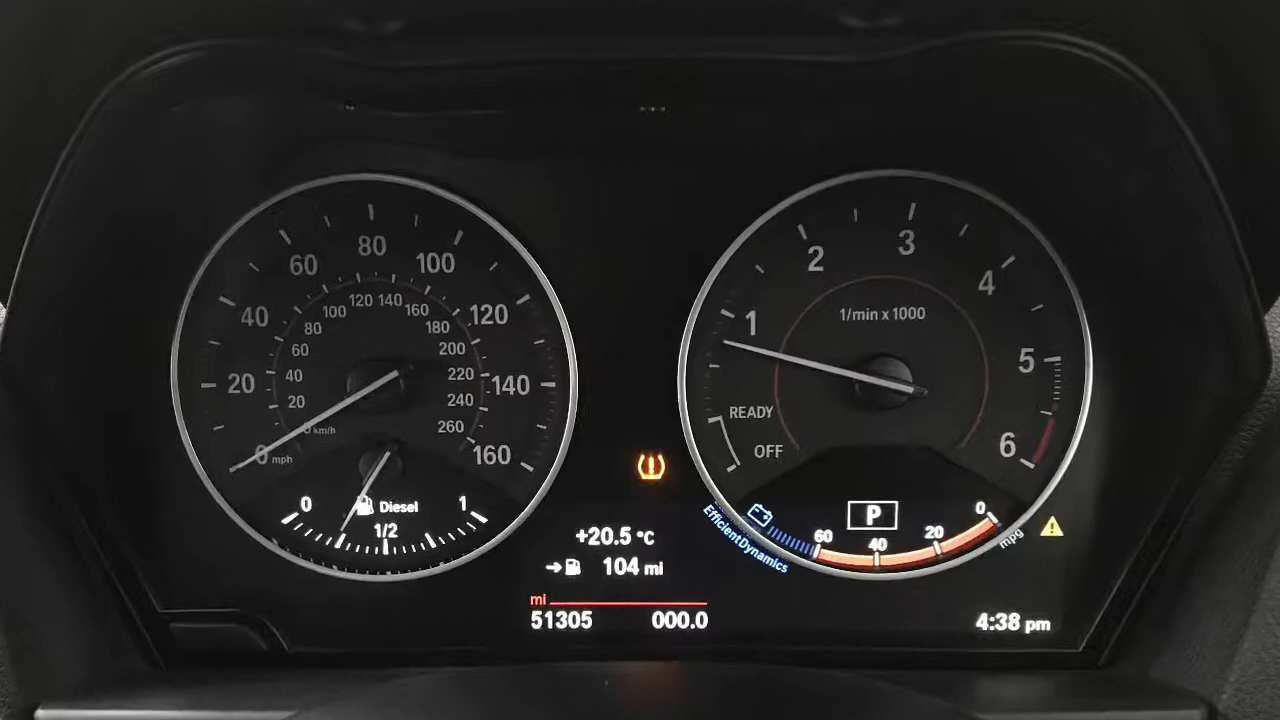 80
60
100
40
120
20
140
0 mph
160
120 140
100
160
80
180
60
200
40
220
20
240
0 km/h
260
0
1
Diesel
1/2
3
2
4
1
1/min x 1000
5
READY
OFF
6
P
0
60
20
40
mpg
EfficientDynamics
+20.5 °C
104 mi
mi
51305 000.0
4:38 pm